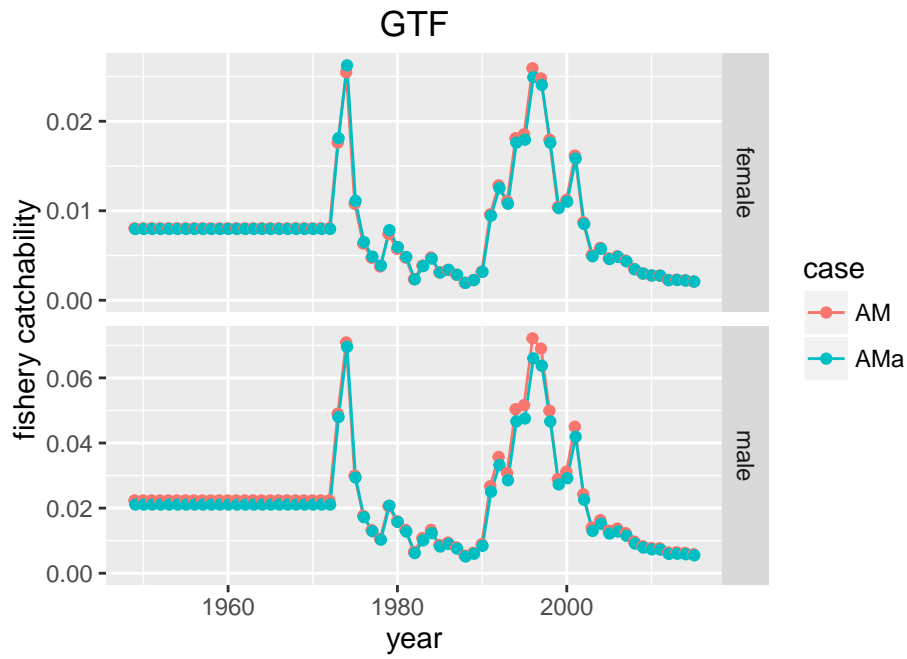 GTF
fishery catchability
0.02
0.01
0.00
female
0.06
0.04
0.02
0.00
male
1960
1980
2000
year
case
AM
AMa